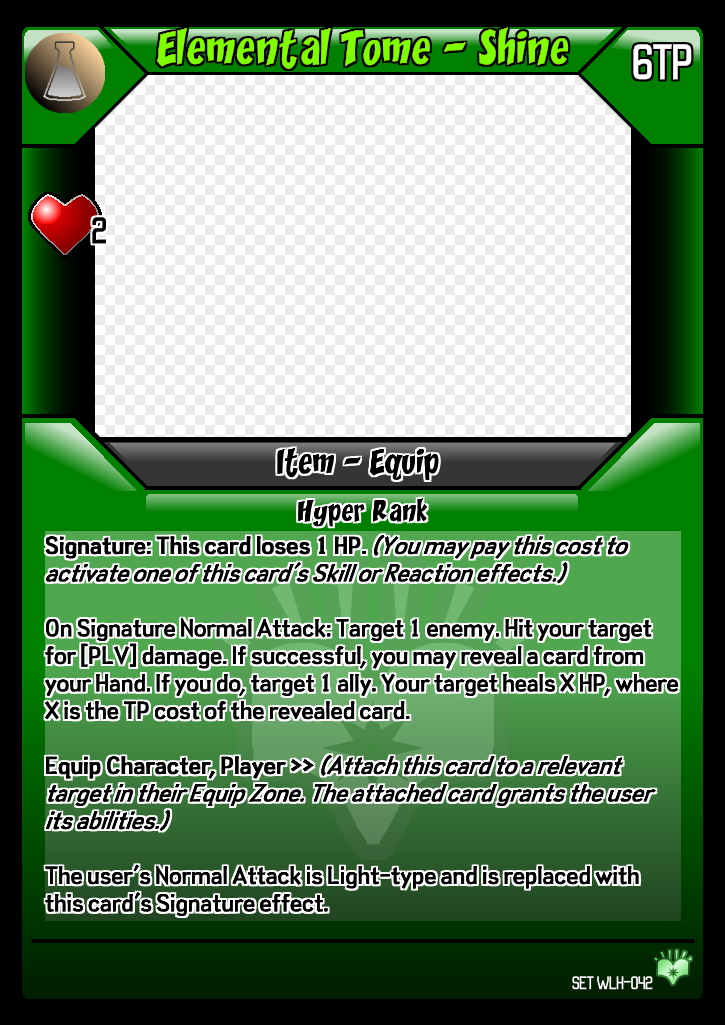 Elemental Tome - Shine
6TP
2
Item - Equip
Hyper Rank
Signature: This card loses 1 HP. (You may pay this cost to
activate one of this card's Skill or Reaction effects.)
On Signature Normal Attack: Target 1 enemy. Hit your target
for [PLV] damage. If successful, you may reveal a card from
your Hand. If you do, target 1 ally. Your target heals X HP, where
X is the TP cost of the revealed card.
Equip Character, Player >> (Attach this card to a relevant
target in their Equip Zone. The attached card grants the user
its abilities.)
The user's Normal Attack is Light-type and is replaced with
this card's Signature effect.
SET WLH-042